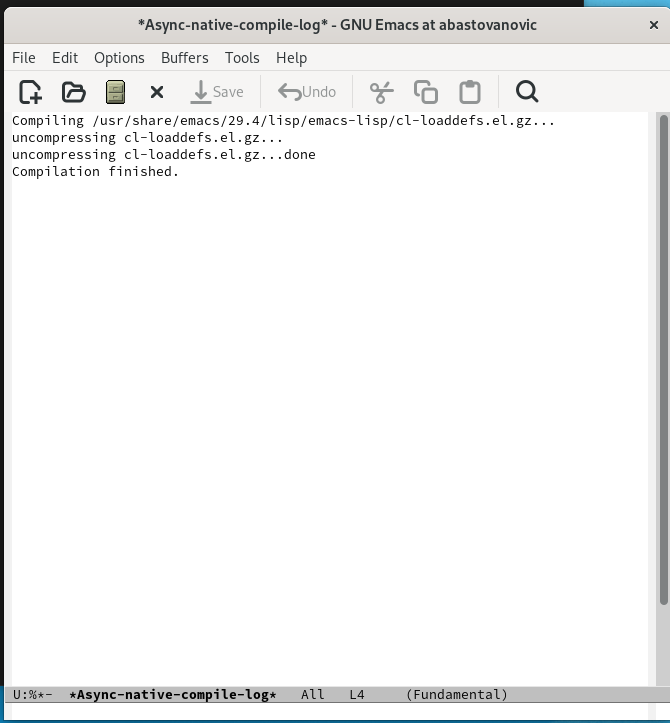 *Async-native-compile-log* - GNU Emacs at abastovanovic
File Edit Options Buffers Tools Help
Save Undo
Compiling /usr/share/emacs/29.4/lisp/emacs-lisp/cl-loaddefs.el.gz...
uncompressing cl-loaddefs.el.gz...
uncompressing cl-loaddefs.el.gz...done
Compilation finished.
U:%*- *Async-native-compile-log* All L4 (Fundamental)